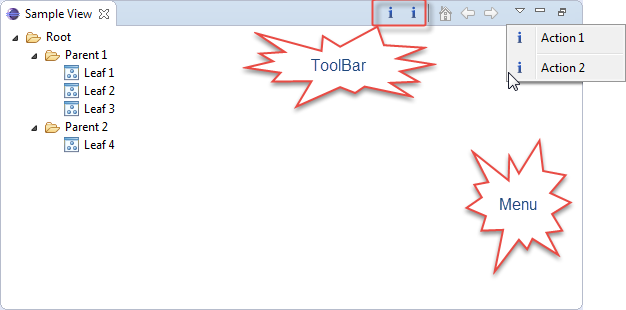 Sample View
Action 1
Action 2
Root
Parent 1
Leaf 1
Leaf 2
Leaf 3
Parent 2
Leaf 4
ToolBar
Menu